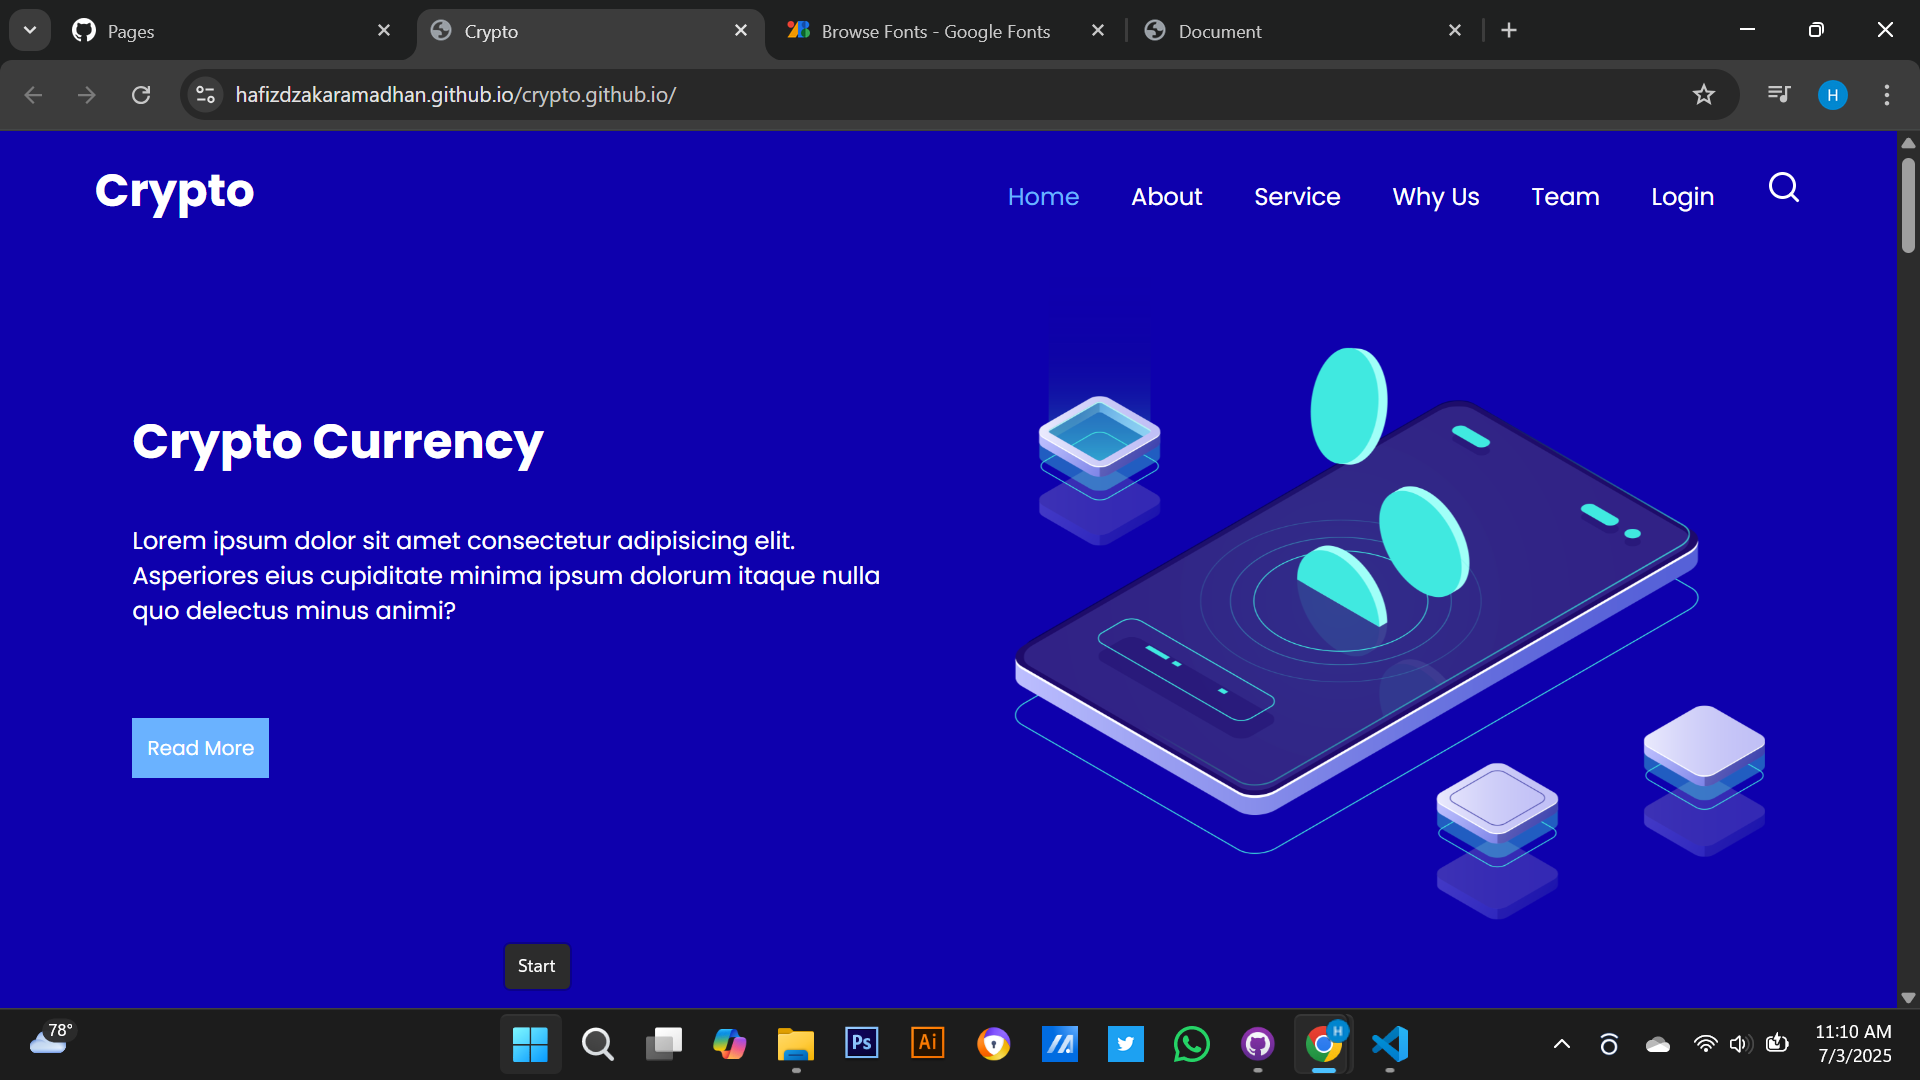 Pages
Crypto
Browse Fonts - Google Fonts
Document
hafizdzakaramadhan.github.io/crypto.github.io/
H
Crypto
Home
About
Service
Why Us
Team
Login
Crypto Currency
Lorem ipsum dolor sit amet consectetur adipisicing elit.
Asperiores eius cupiditate minima ipsum dolorum itaque nulla
quo delectus minus animi?
Read More
Start
78°
Ps
Ai
H
11:10 AM
7/3/2025